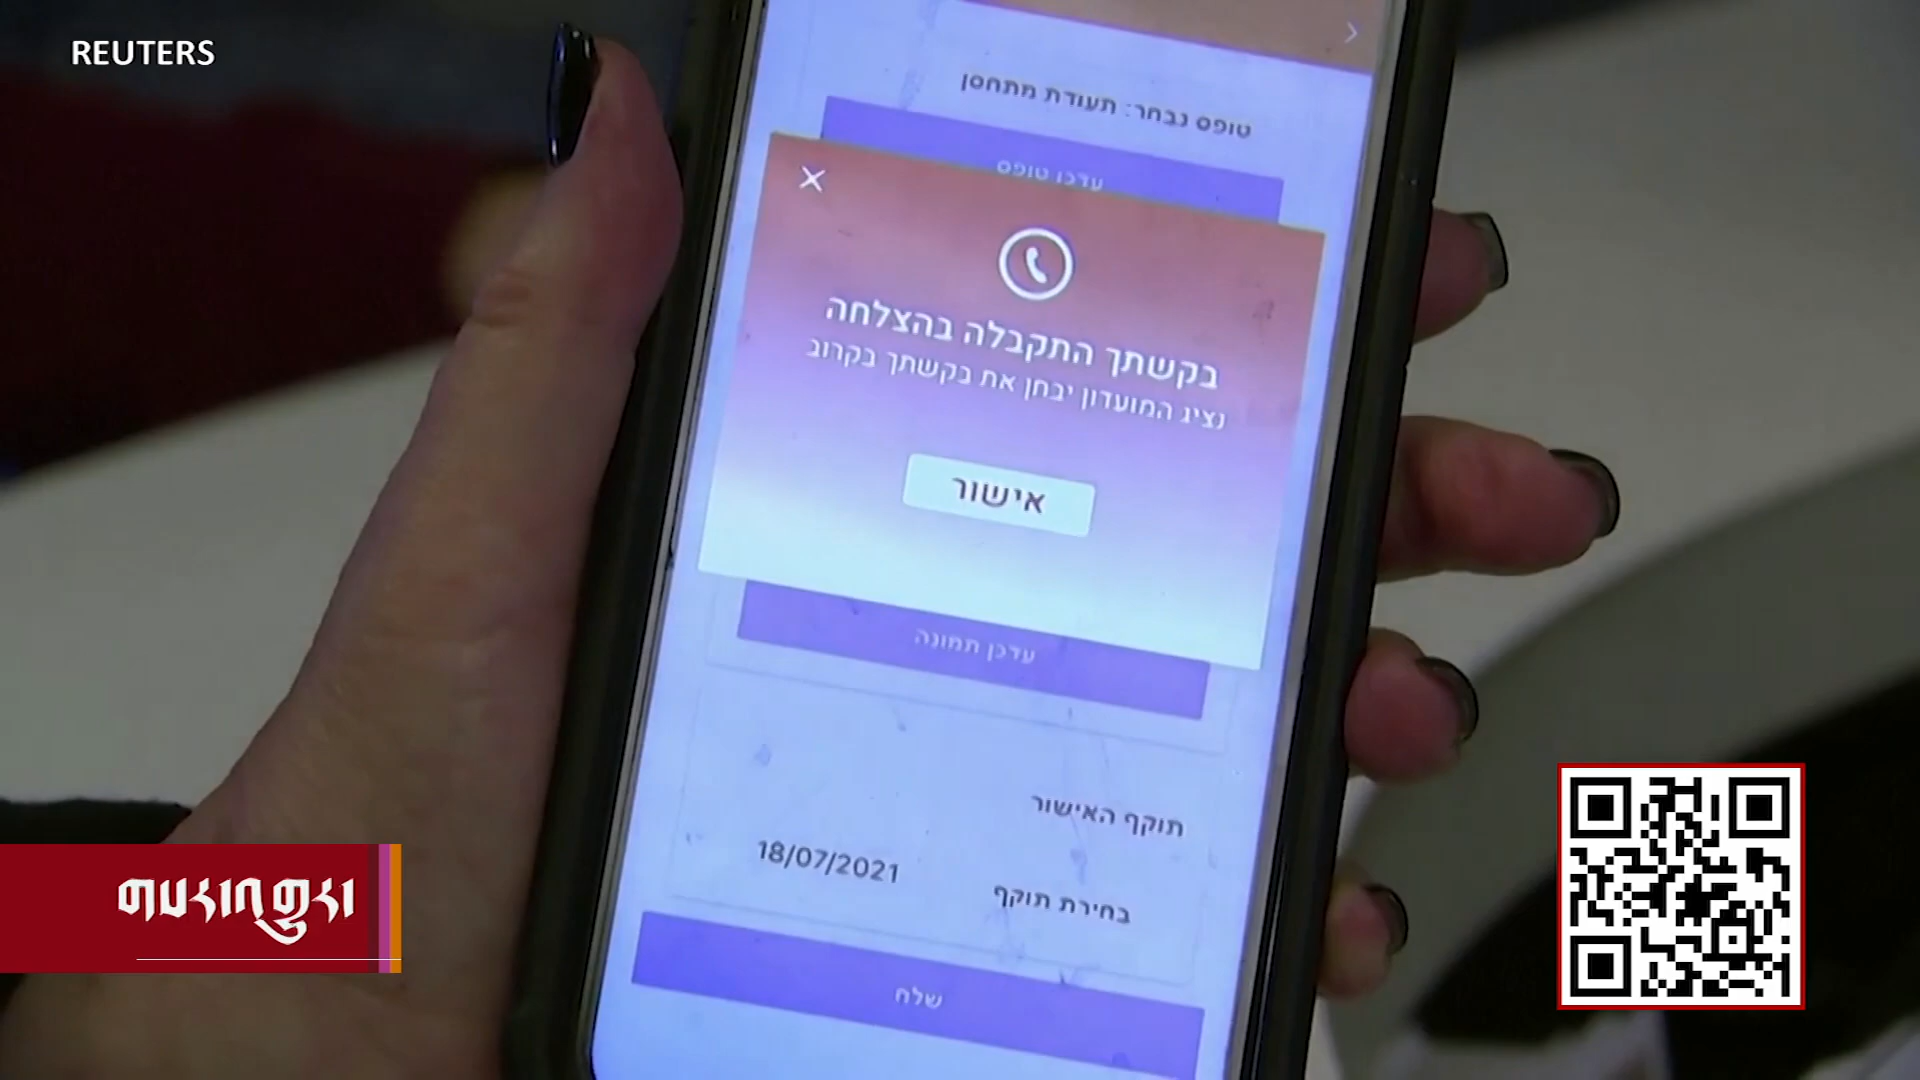 REUTERS
טופס נבחר: תעודת מתחסן
עדכן טופס
בקשתך התקבלה בהצלחה
נציג המועדון יבחן את בקשתך בקרוב
אישור
עדכן תמונה
תוקף האישור
בחירת תוקף
18/07/2021
שלח